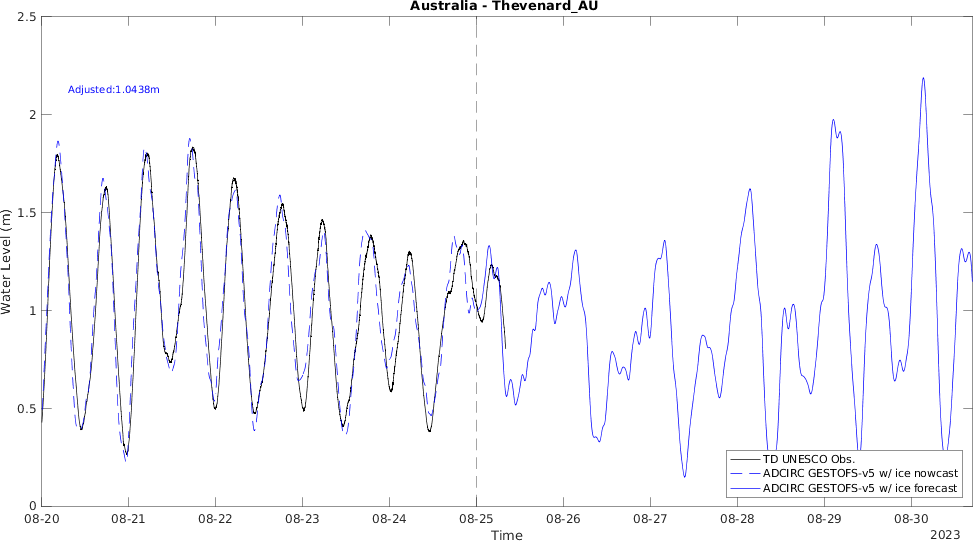 Australia - Thevenard_AU
2.5
Adjusted:1.0438m
2
1.5
Water Level (m)
1
0.5
TD UNESCO Obs.
ADCIRC GESTOFS-v5 w/ ice nowcast
ADCIRC GESTOFS-v5 w/ ice forecast
0
08-20 08-21 08-22 08-23 08-24 08-25 08-26 08-27 08-28 08-29 08-30
Time
2023